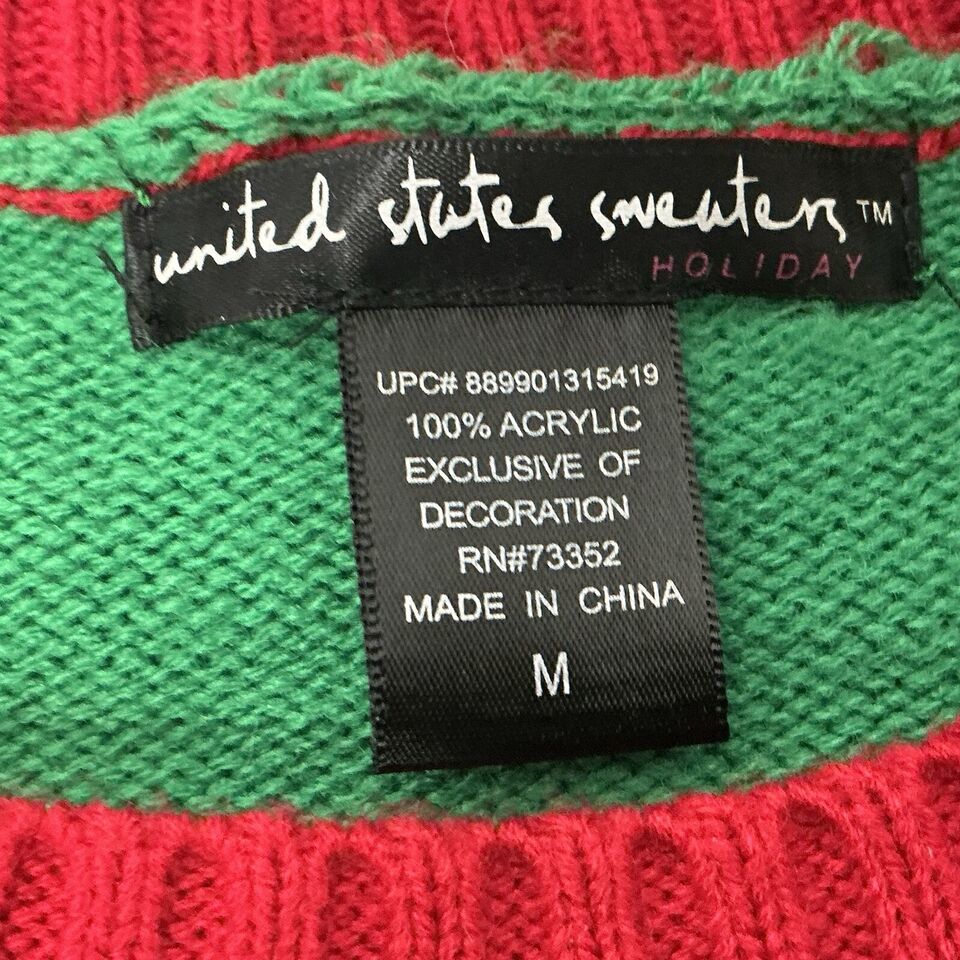 united states sweaters™
HOLIDAY
UPC# 889901315419
100% ACRYLIC
EXCLUSIVE OF
DECORATION
RN#73352
MADE IN CHINA
M